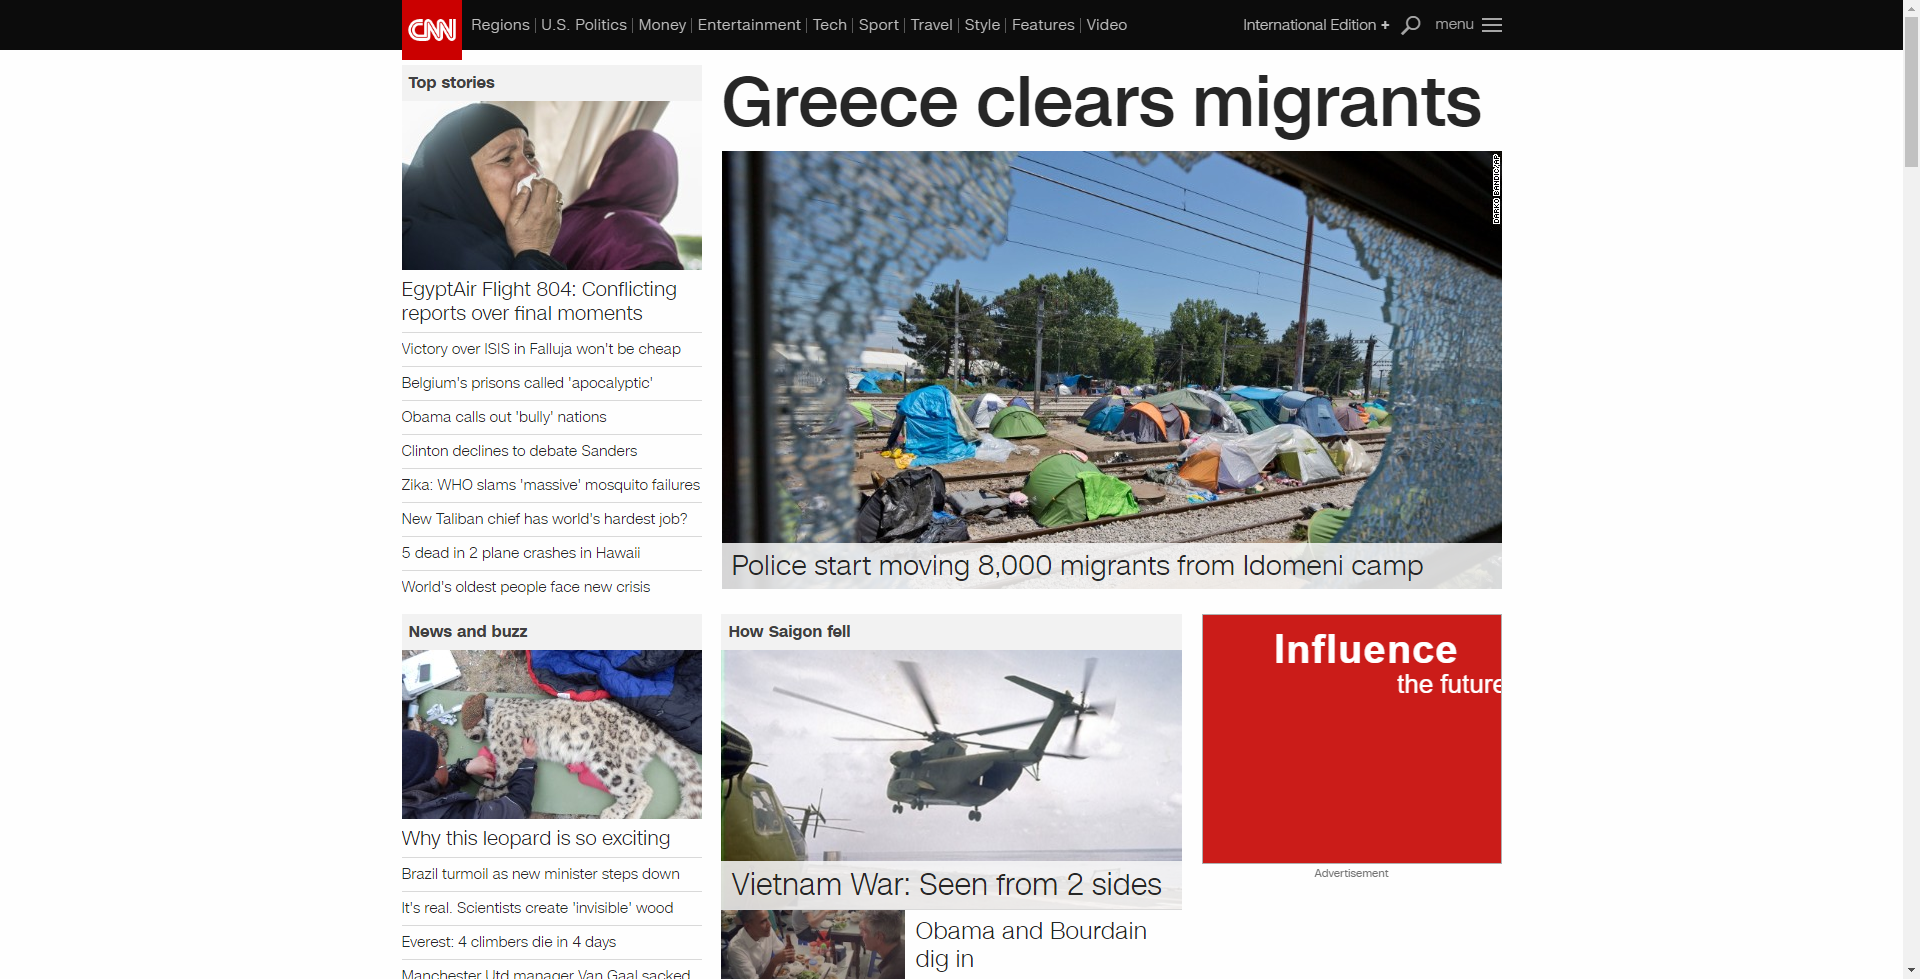 CNN
Regions
U.S. Politics
Money
Entertainment
Tech
Sport
Travel
Style
Features
Video
International Edition +
menu
Top stories
EgyptAir Flight 804: Conflicting
reports over final moments
Victory over ISIS in Falluja won't be cheap
Belgium's prisons called 'apocalyptic'
Obama calls out 'bully' nations
Clinton declines to debate Sanders
Zika: WHO slams 'massive' mosquito failures
New Taliban chief has world's hardest job?
5 dead in 2 plane crashes in Hawaii
World's oldest people face new crisis
Greece clears migrants
DARKO BANDIC/AP
Police start moving 8,000 migrants from Idomeni camp
News and buzz
Why this leopard is so exciting
Brazil turmoil as new minister steps down
It's real. Scientists create 'invisible' wood
Everest: 4 climbers die in 4 days
Manchester Utd manager Van Gaal sacked
How Saigon fell
Vietnam War: Seen from 2 sides
Obama and Bourdain
dig in
Influence
the future
Advertisement